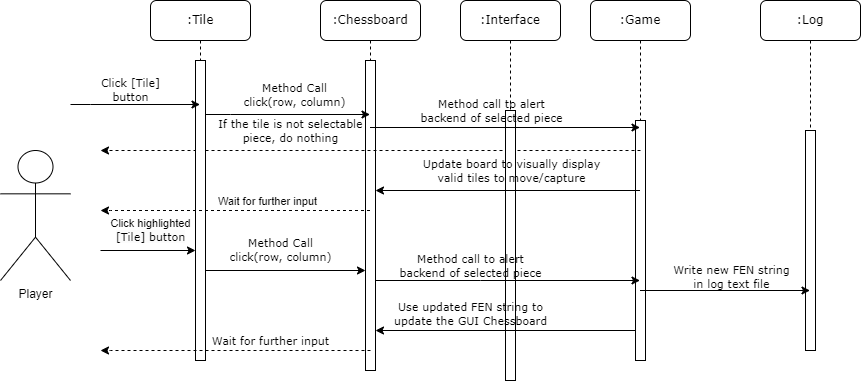 :Tile
:Chessboard
:Interface
:Game
:Log
Click [Tile]
button
Method Call
click(row, column)
Method call to alert
backend of selected piece
If the tile is not selectable
piece, do nothing
Update board to visually display
valid tiles to move/capture
Wait for further input
Click highlighted
[Tile] button
Method Call
click(row, column)
Method call to alert
backend of selected piece
Write new FEN string
in log text file
Player
Use updated FEN string to
update the GUI Chessboard
Wait for further input